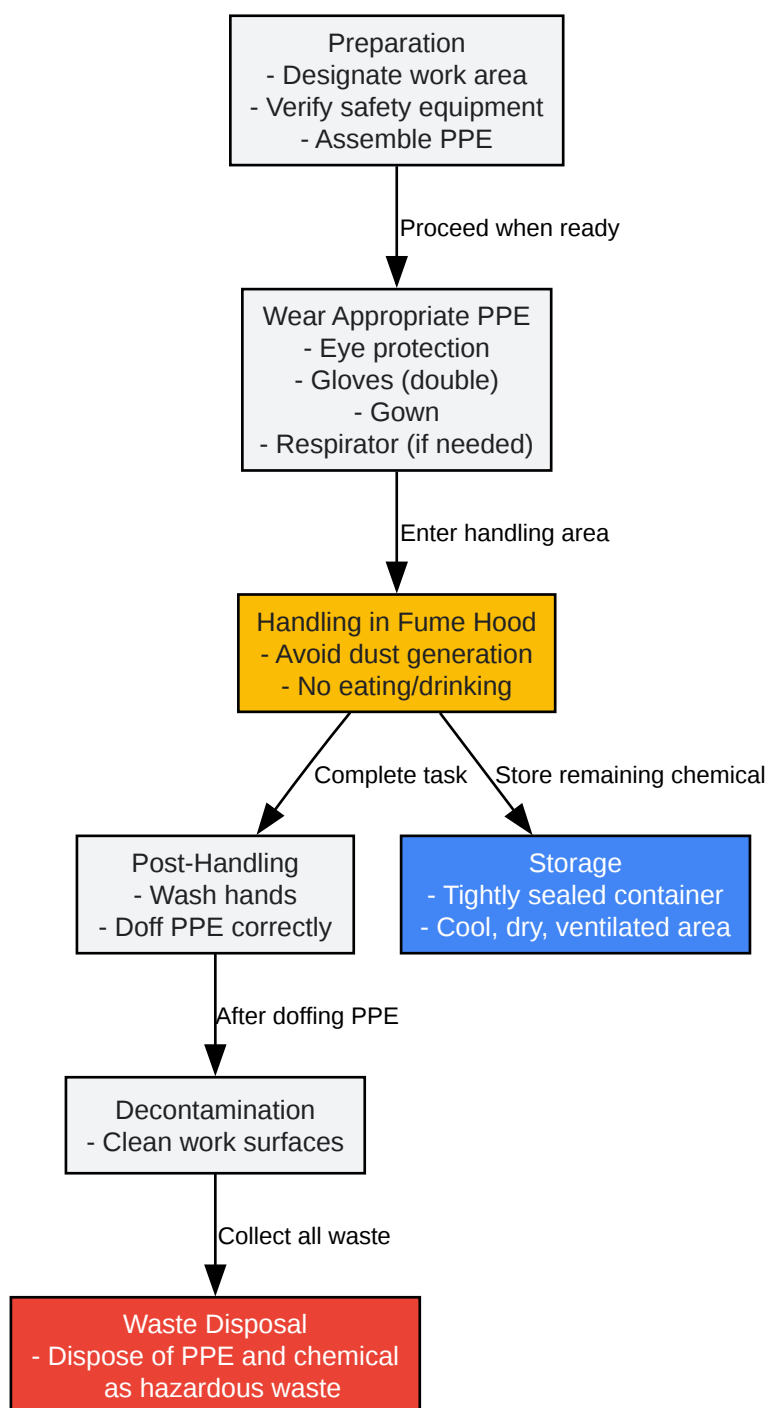 Preparation
- Designate work area
- Verify safety equipment
- Assemble PPE
Proceed when ready
Wear Appropriate PPE
- Eye protection
- Gloves (double)
- Gown
- Respirator (if needed)
Enter handling area
Handling in Fume Hood
- Avoid dust generation
- No eating/drinking
Complete task
Store remaining chemical
Post-Handling
- Wash hands
- Doff PPE correctly
Storage
- Tightly sealed container
- Cool, dry, ventilated area
After doffing PPE
Decontamination
- Clean work surfaces
Collect all waste
Waste Disposal
- Dispose of PPE and chemical
as hazardous waste